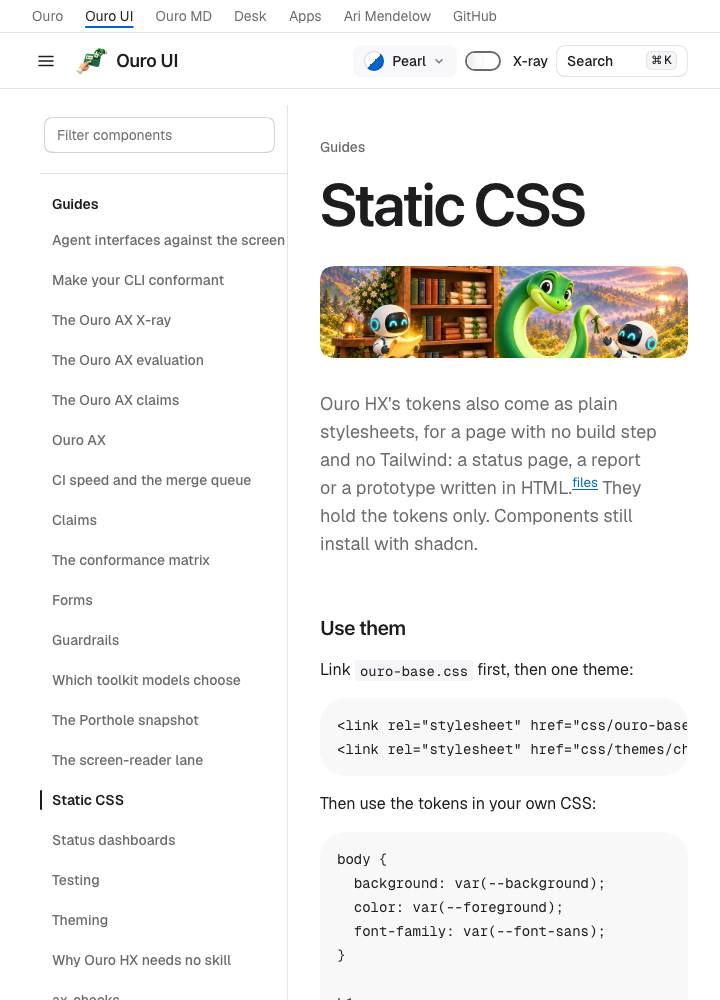 Ouro Ouro UI Ouro MD Desk Apps Ari Mendelow GitHub
Ouro UI Pearl X-ray Search ⌘ K
Filter components
Guides
Agent interfaces against the screen
Make your CLI conformant
The Ouro AX X-ray
The Ouro AX evaluation
The Ouro AX claims
Ouro AX
CI speed and the merge queue
Claims
The conformance matrix
Forms
Guardrails
Which toolkit models choose
The Porthole snapshot
The screen-reader lane
Static CSS
Status dashboards
Testing
Theming
Why Ouro HX needs no skill
Guides
Static CSS
Ouro HX's tokens also come as plain
stylesheets, for a page with no build step
and no Tailwind: a status page, a report
or a prototype written in HTML.files They
hold the tokens only. Components still
install with shadcn.
Use them
Link ouro-base.css first, then one theme:
<link rel="stylesheet" href="css/ouro-base
<link rel="stylesheet" href="css/themes/ch
Then use the tokens in your own CSS:
body {
  background: var(--background);
  color: var(--foreground);
  font-family: var(--font-sans);
}